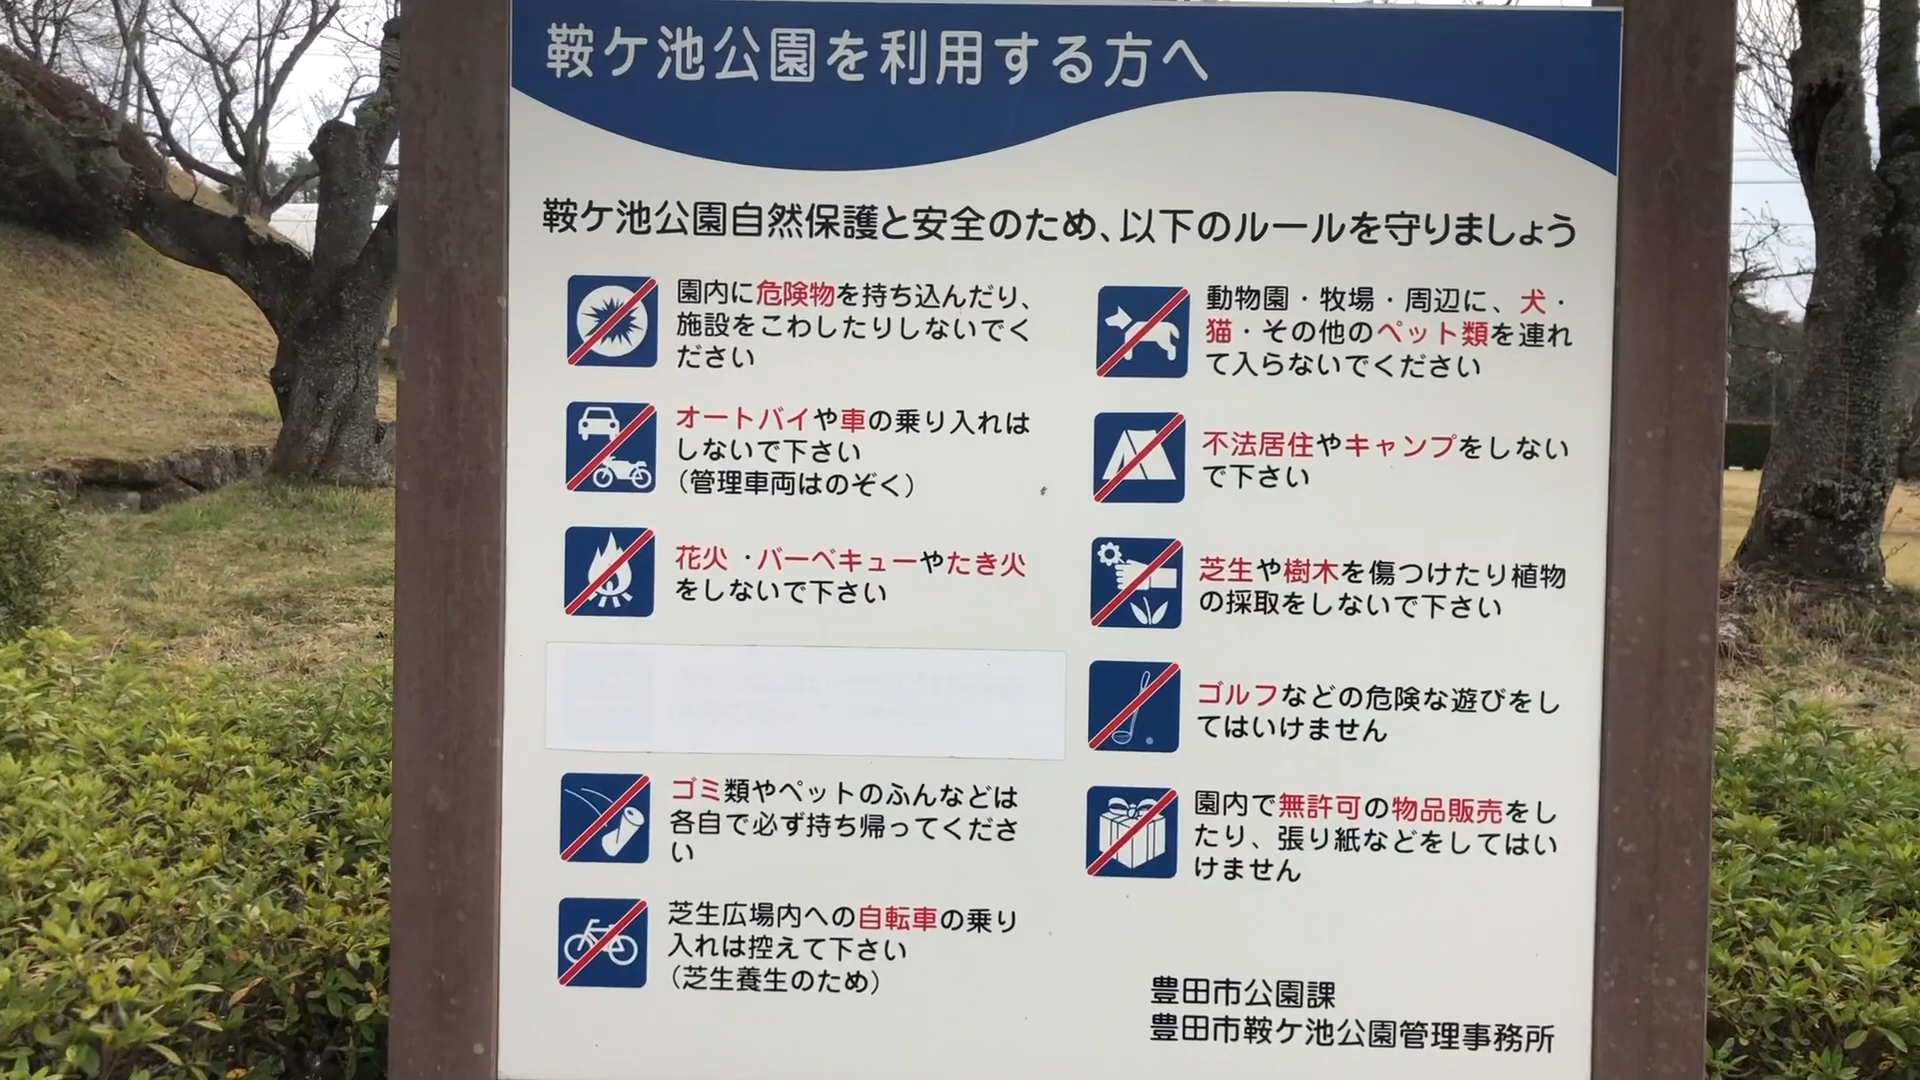 鞍ケ池公園を利用する方へ
鞍ケ池公園自然保護と安全のため、以下のルールを守りましょう
園内に危険物を持ち込んだり、
施設をこわしたりしないでく
ださい
オートバイや車の乗り入れは
しないで下さい
(管理車両はのぞく)
花火・バーベキューやたき火
をしないで下さい
ゴミ類やペットのふんなどは
各自で必ず持ち帰ってくださ
い
芝生広場内への自転車の乗り
入れは控えて下さい
(芝生養生のため)
動物園・牧場・周辺に、犬・
猫・その他のペット類を連れ
て入らないでください
不法居住やキャンプをしない
で下さい
芝生や樹木を傷つけたり植物
の採取をしないで下さい
ゴルフなどの危険な遊びをし
てはいけません
園内で無許可の物品販売をし
たり、張り紙などをしてはい
けません
豊田市公園課
豊田市鞍ケ池公園管理事務所